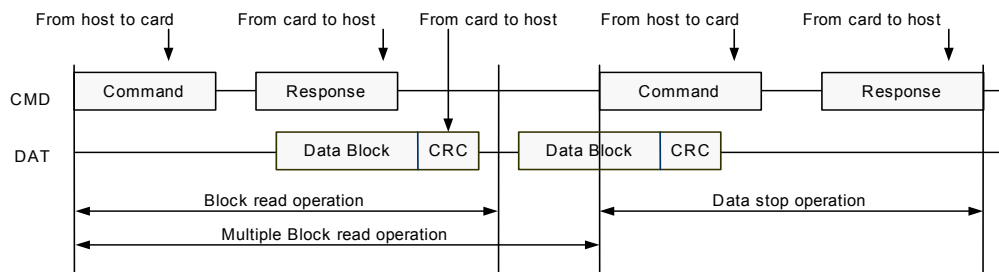 From host to card From card to host From card to host From host to card From card to host
CMD Command Response Command Response
DAT Data Block CRC Data Block CRC
Block read operation Data stop operation
Multiple Block read operation